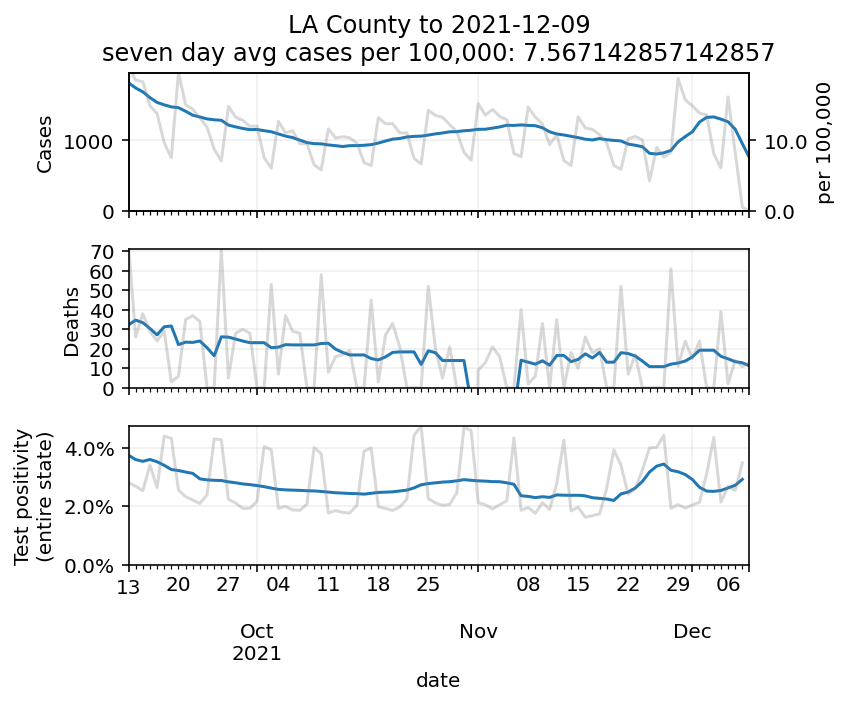 LA County to 2021-12-09
seven day avg cases per 100,000: 7.567142857142857
Cases
1000
0
10.0
0.0
per 100,000
Deaths
70
60
50
40
30
20
10
0
Test positivity
(entire state)
4.0%
2.0%
0.0%
13 20 27 04 11 18 25 08 15 22 29 06
Oct Nov Dec
2021
date